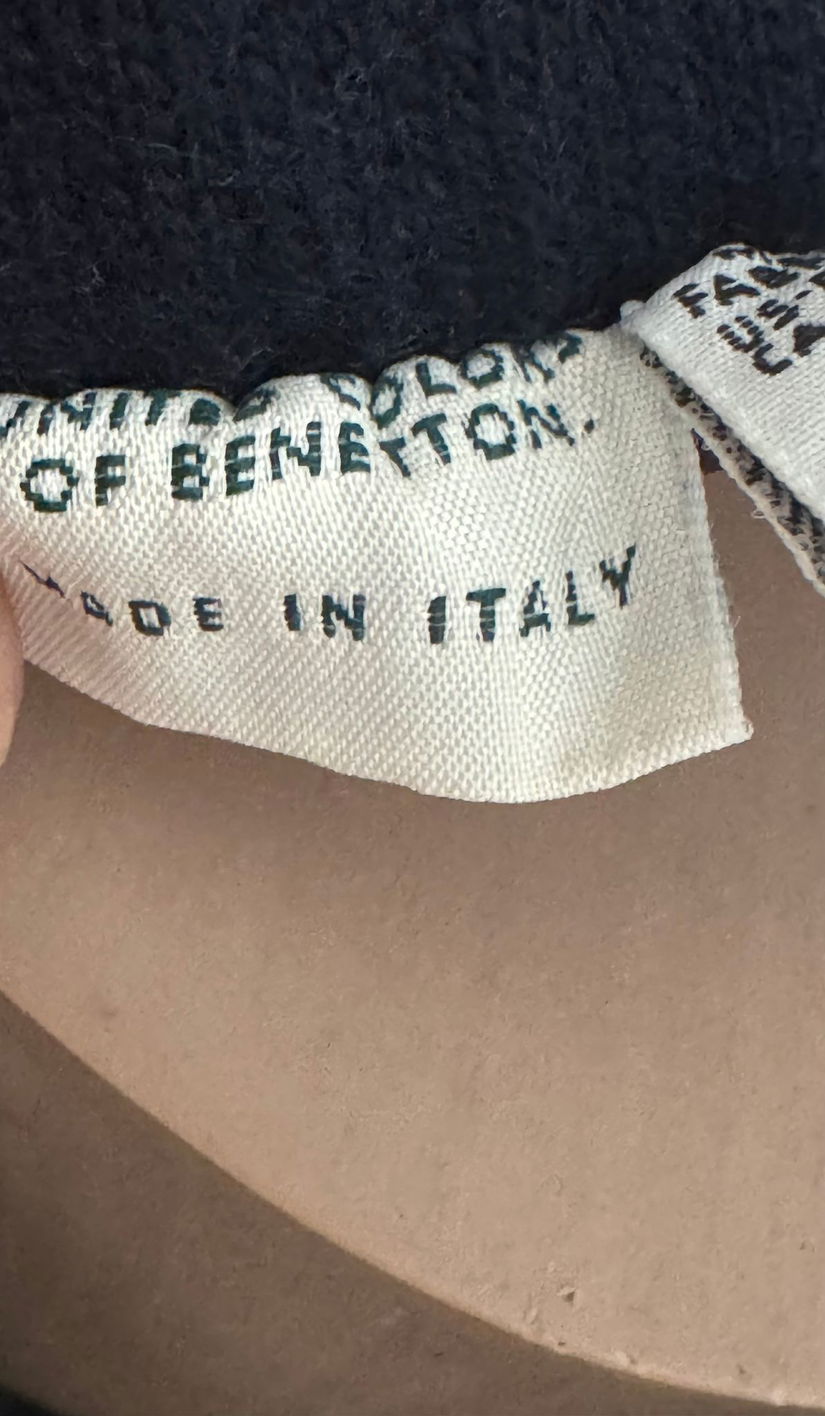 UNITED COLORS
OF BENETTON.
MADE IN ITALY